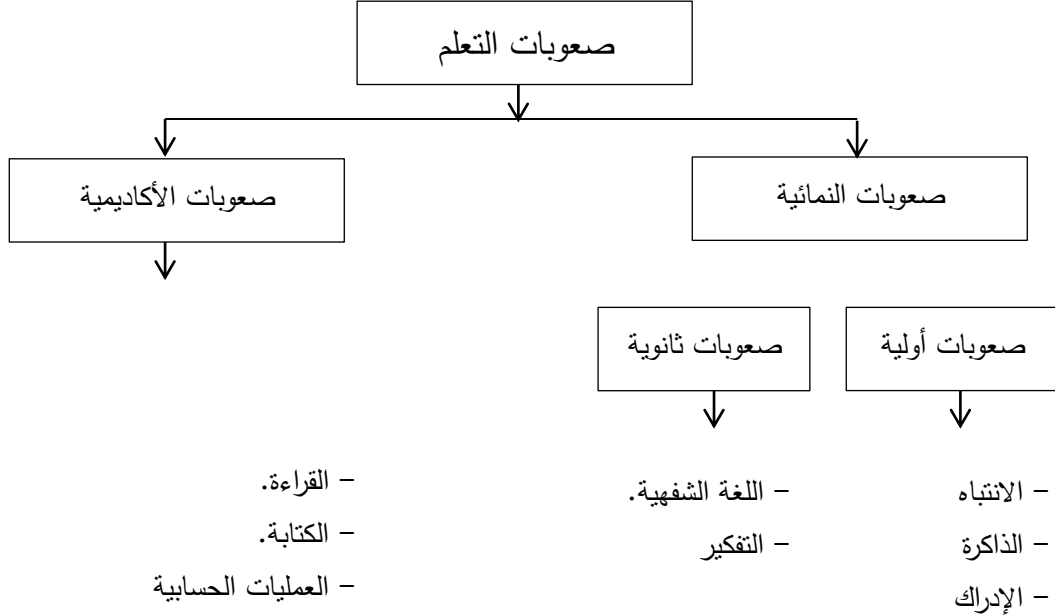 صعوبات التعلم
صعوبات النمائية
صعوبات الأكاديمية
صعوبات أولية
صعوبات ثانوية
– الانتباه
– الذاكرة
– الإدراك
– اللغة الشفهية.
– التفكير
– القراءة.
– الكتابة.
– العمليات الحسابية